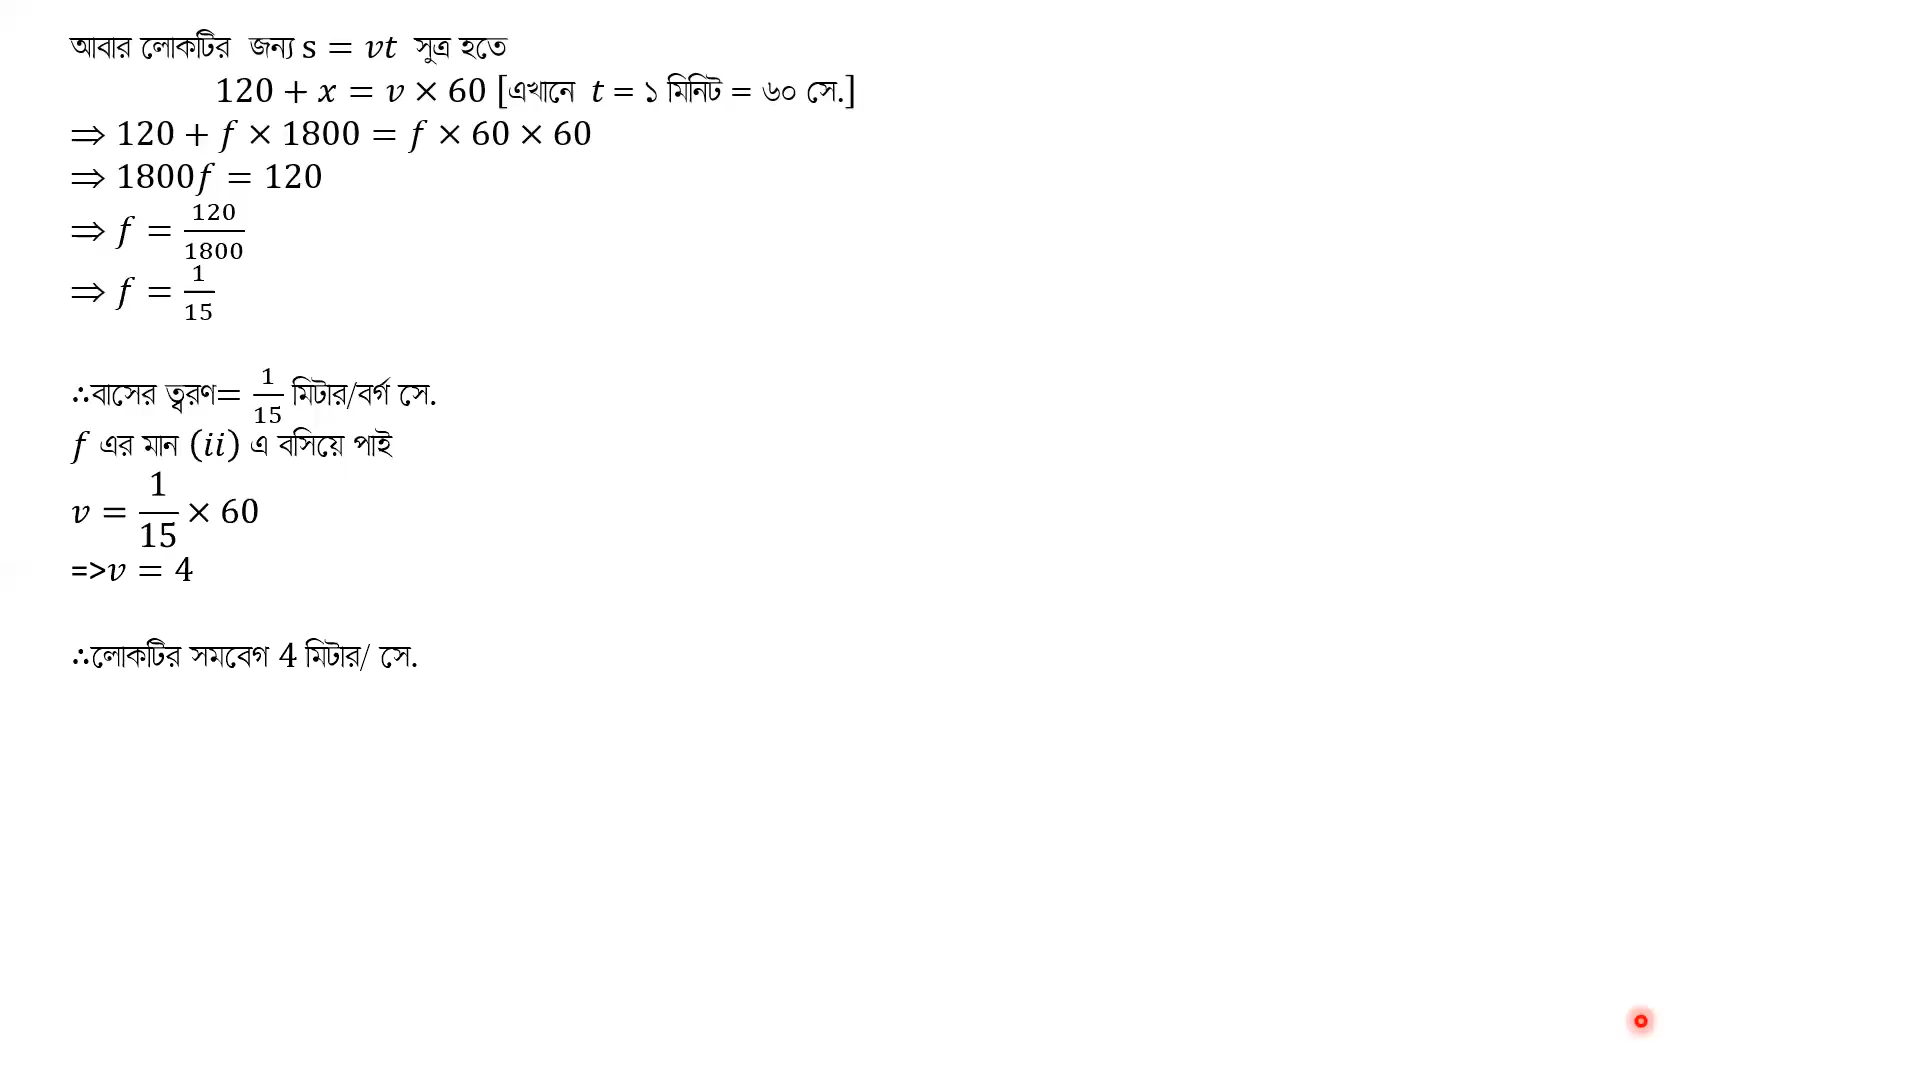 আবার লোকটির জন্য s = vt সুত্র হতে
120 + x = v × 60 [এখানে t = ১ মিনিট = ৬০ সে.]
⇒ 120 + f × 1800 = f × 60 × 60
⇒ 1800f = 120
⇒ f = 120/1800
⇒ f = 1/15
∴বাসের ত্বরণ= 1/15 মিটার/বর্গ সে.
f এর মান (ii) এ বসিয়ে পাই
v = 1/15 × 60
=>v = 4
∴লোকটির সমবেগ 4 মিটার/ সে.